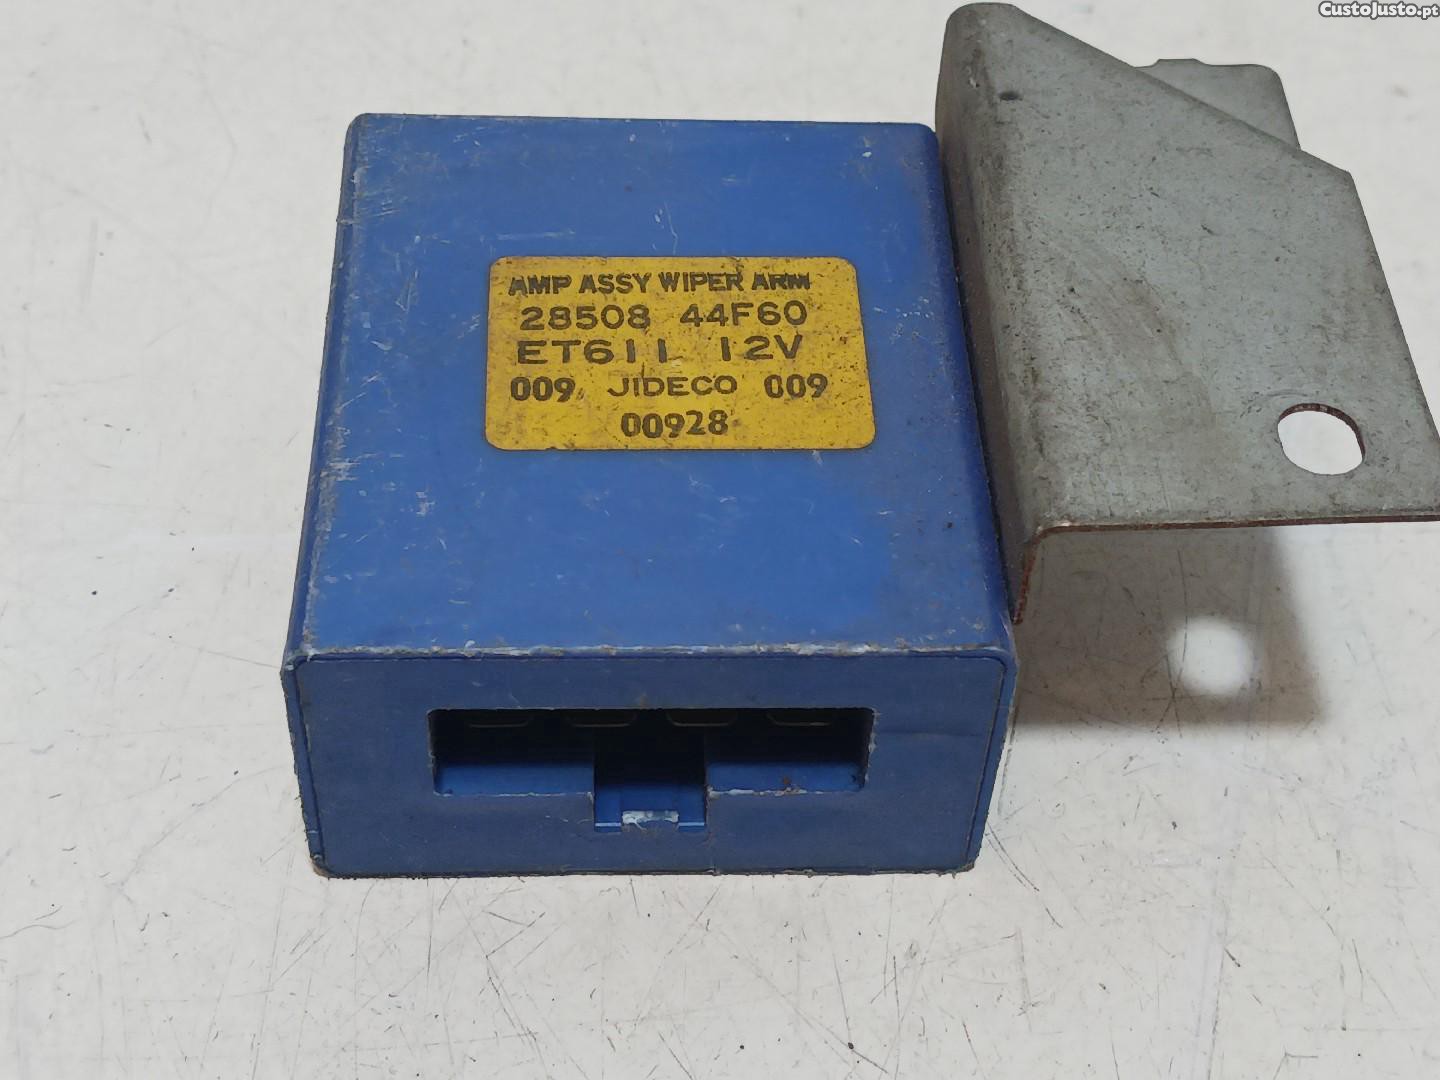 CustoJusto.pt
AMP ASSY WIPER ARM
28508 44F60
ET611 12V
009 JIDECO 009
00928